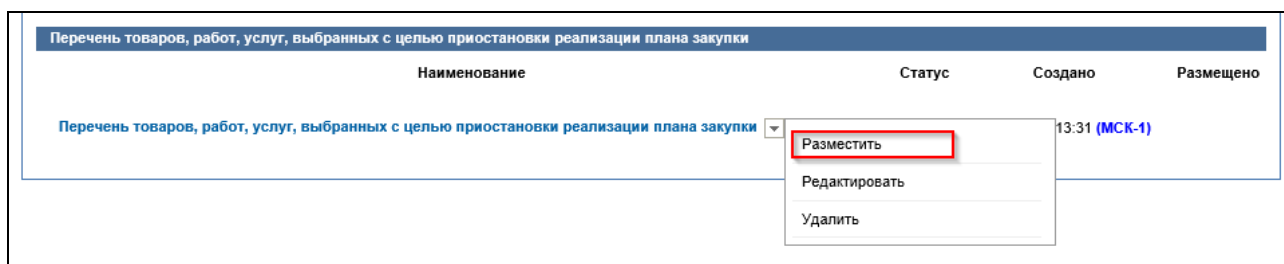 Перечень товаров, работ, услуг, выбранных с целью приостановки реализации плана закупки
Наименование Статус Создано Размещено
Перечень товаров, работ, услуг, выбранных с целью приостановки реализации плана закупки 13:31 (МСК-1)
Разместить
Редактировать
Удалить